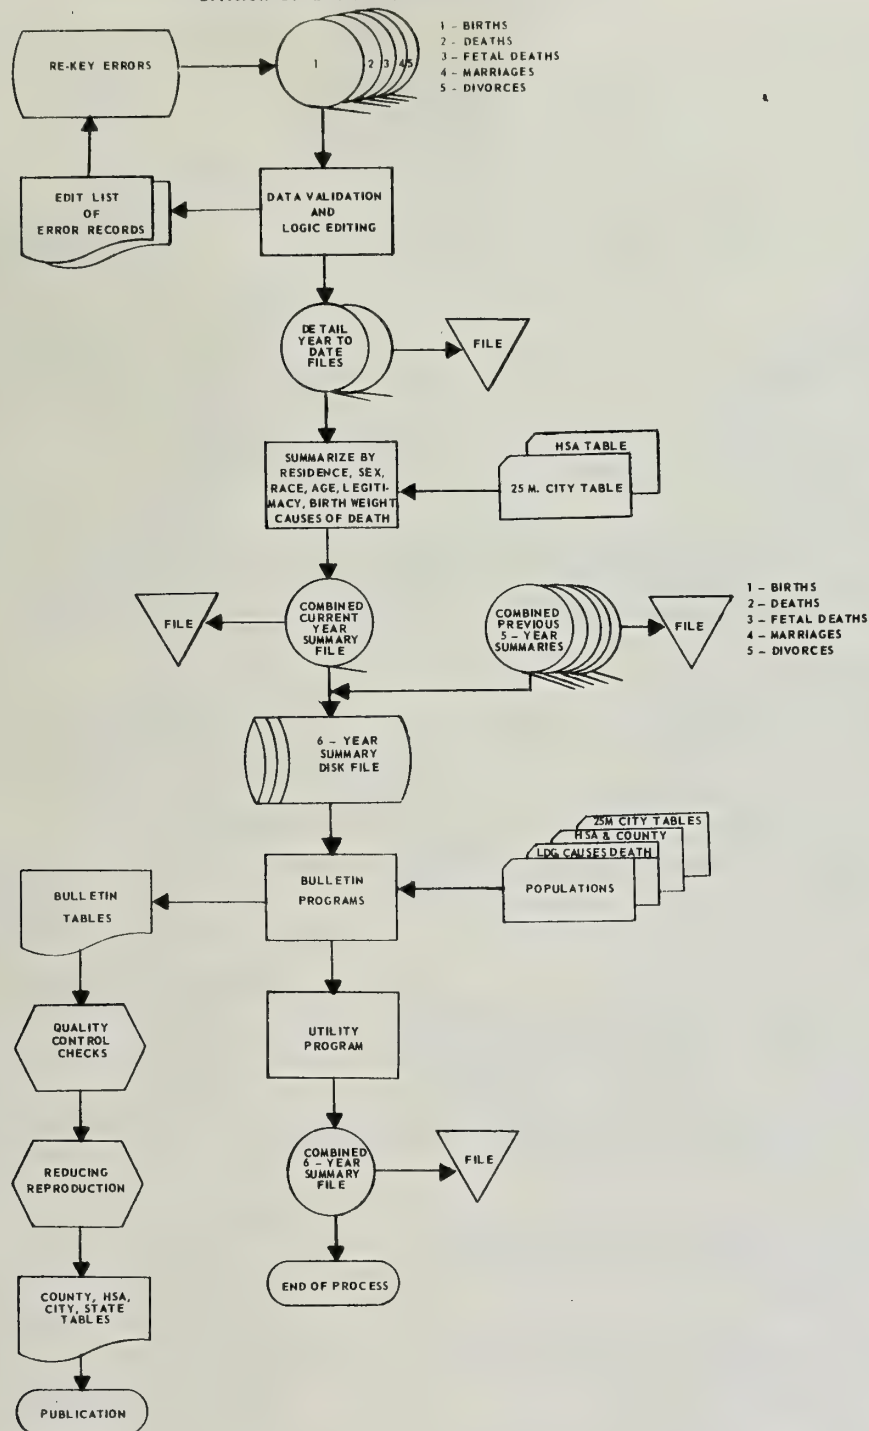 RE-KEY ERRORS
1
2
3
4
5
1 - BIRTHS
2 - DEATHS
3 - FETAL DEATHS
4 - MARRIAGES
5 - DIVORCES
EDIT LIST
OF
ERROR RECORDS
DATA VALIDATION
AND
LOGIC EDITING
DETAIL
YEAR TO
DATE
FILES
FILE
SUMMARIZE BY
RESIDENCE, SEX,
RACE, AGE, LEGITI-
MACY, BIRTH WEIGHT
CAUSES OF DEATH
HSA TABLE
25 M. CITY TABLE
FILE
COMBINED
CURRENT
YEAR
SUMMARY
FILE
COMBINED
PREVIOUS
5 - YEAR
SUMMARIES
FILE
1 - BIRTHS
2 - DEATHS
3 - FETAL DEATHS
4 - MARRIAGES
5 - DIVORCES
6 - YEAR
SUMMARY
DISK FILE
25M CITY TABLES
HSA & COUNTY
LDG. CAUSES DEATH
POPULATIONS
BULLETIN
PROGRAMS
BULLETIN
TABLES
QUALITY
CONTROL
CHECKS
UTILITY
PROGRAM
REDUCING
REPRODUCTION
COMBINED
6 - YEAR
SUMMARY
FILE
FILE
COUNTY, HSA,
CITY, STATE
TABLES
END OF PROCESS
PUBLICATION